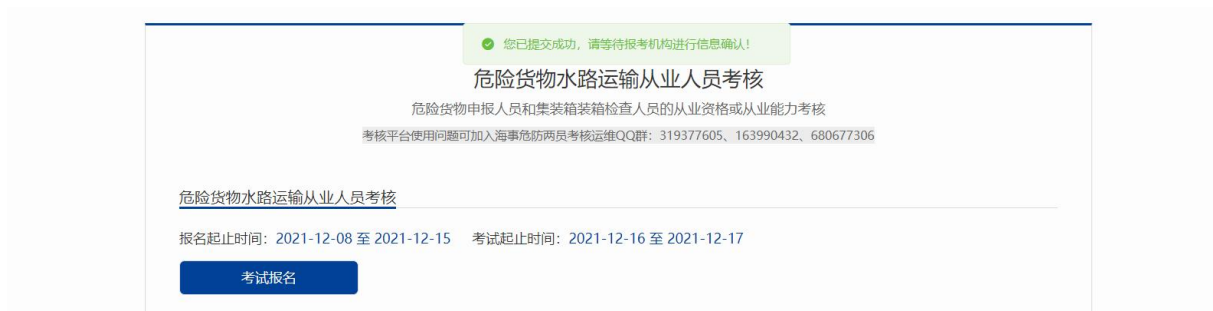 您已提交成功，请等待报考机构进行信息确认！
危险货物水路运输从业人员考核
危险货物申报人员和集装箱装箱检查人员的从业资格或从业能力考核
考核平台使用问题可加入海事危防两员考核运维QQ群：319377605、163990432、680677306
危险货物水路运输从业人员考核
报名起止时间：2021-12-08 至 2021-12-15 考试起止时间：2021-12-16 至 2021-12-17
考试报名